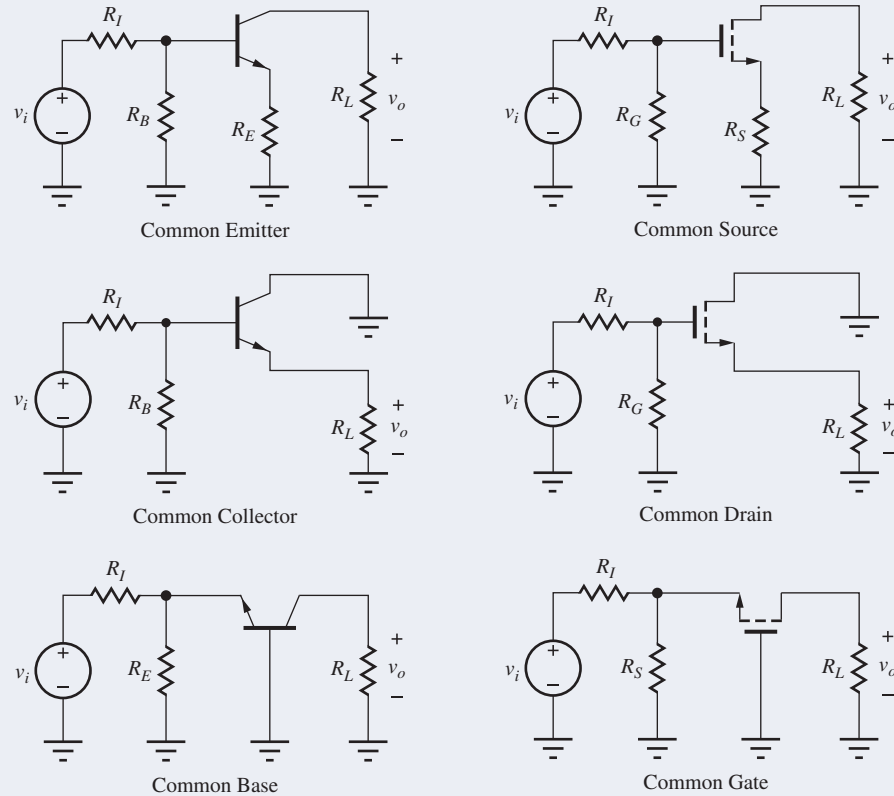 R_I
v_i
+
−
R_B
R_E
R_L
+
v_o
−
Common Emitter
R_I
v_i
+
−
R_G
R_S
R_L
+
v_o
−
Common Source
R_I
v_i
+
−
R_B
R_L
+
v_o
−
Common Collector
R_I
v_i
+
−
R_G
R_L
+
v_o
−
Common Drain
R_I
v_i
+
−
R_E
R_L
+
v_o
−
Common Base
R_I
v_i
+
−
R_S
R_L
+
v_o
−
Common Gate